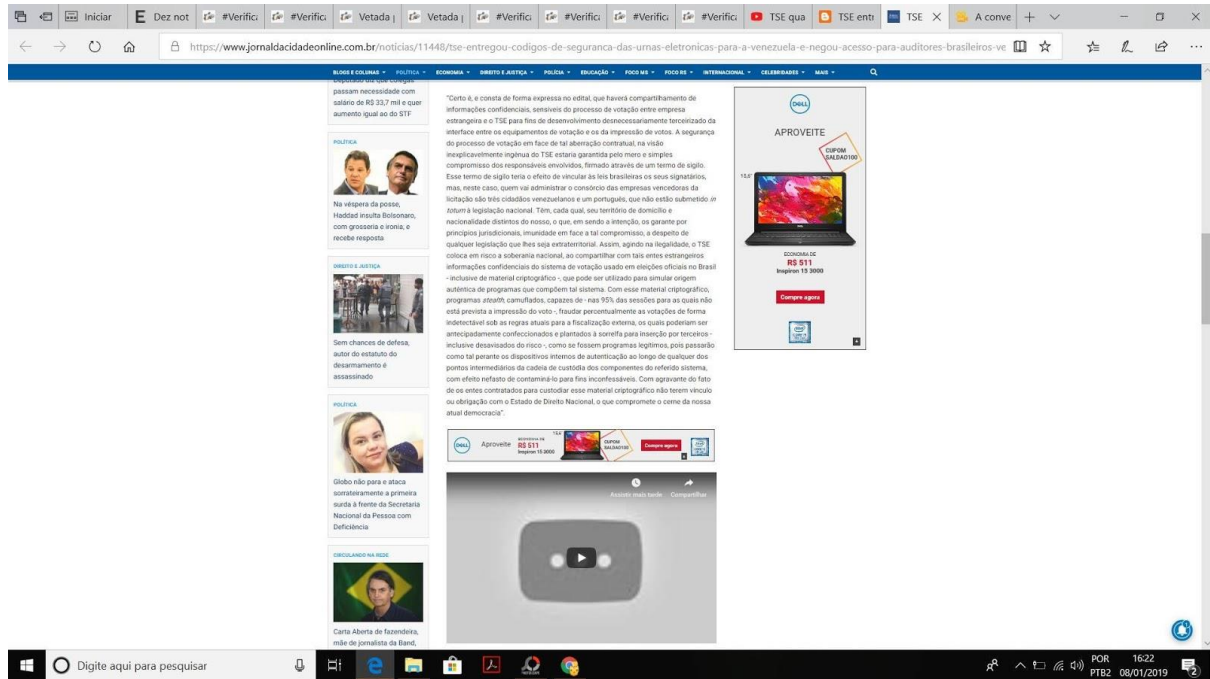 Iniciar
Dez not
#Verific
#Verific
Vetada
Vetada
#Verific
#Verific
#Verific
#Verific
TSE qua
TSE entr
TSE
A conve
https://www.jornaldacidadeonline.com.br/noticias/11448/tse-entregou-codigos-de-seguranca-das-urnas-eletronicas-para-a-venezuela-e-negou-acesso-para-auditores-brasileiros-ve
BLOGS E COLUNAS
POLÍTICA
ECONOMIA
DIREITO E JUSTIÇA
POLÍCIA
EDUCAÇÃO
FOCO MS
FOCO RS
INTERNACIONAL
CELEBRIDADES
MAIS
Deputado diz que colegas
passam necessidade com
salário de R$ 33,7 mil e quer
aumento igual ao do STF
POLÍTICA
Na véspera da posse,
Haddad insulta Bolsonaro,
com grosseria e ironia, e
recebe resposta
DIREITO E JUSTIÇA
Sem chances de defesa,
autor do estatuto do
desarmamento é
assassinado
POLÍTICA
Globo não para e ataca
sorrateiramente a primeira
surda à frente da Secretaria
Nacional da Pessoa com
Deficiência
CIRCULANDO NA REDE
Carta Aberta de fazendeira,
mãe de jornalista da Band,
"Certo é, e consta de forma expressa no edital, que haverá compartilhamento de
informações confidenciais, sensíveis do processo de votação entre empresa
estrangeira e o TSE para fins de desenvolvimento desnecessariamente terceirizado da
interface entre os equipamentos de votação e os da impressão de votos. A segurança
do processo de votação em face de tal aberração contratual, na visão
inexplicavelmente ingênua do TSE estaria garantida pelo mero e simples
compromisso dos responsáveis envolvidos, firmado através de um termo de sigilo.
Esse termo de sigilo teria o efeito de vincular às leis brasileiras os seus signatários,
mas, neste caso, quem vai administrar o consórcio das empresas vencedoras da
licitação são três cidadãos venezuelanos e um português, que não estão submetido in
totum à legislação nacional. Têm, cada qual, seu território de domicílio e
nacionalidade distintos do nosso, o que, em sendo a intenção, os garante por
princípios jurisdicionais, imunidade em face a tal compromisso, a despeito de
qualquer legislação que lhes seja extraterritorial. Assim, agindo na ilegalidade, o TSE
coloca em risco a soberania nacional, ao compartilhar com tais entes estrangeiros
informações confidenciais do sistema de votação usado em eleições oficiais no Brasil
- inclusive de material criptográfico -, que pode ser utilizado para simular origem
autêntica de programas que compõem tal sistema. Com esse material criptográfico,
programas stealth, camuflados, capazes de - nas 95% das sessões para as quais não
está prevista a impressão do voto -, fraudar percentualmente as votações de forma
indetectável sob as regras atuais para a fiscalização externa, os quais poderiam ser
antecipadamente confeccionados e plantados à sorrelfa para inserção por terceiros -
inclusive desavisados do risco -, como se fossem programas legítimos, pois passarão
como tal perante os dispositivos internos de autenticação ao longo de qualquer dos
pontos intermediários da cadeia de custódia dos componentes do referido sistema,
com efeito nefasto de contaminá-lo para fins inconfessáveis. Com agravante do fato
de os entes contratados para custodiar esse material criptográfico não terem vínculo
ou obrigação com o Estado de Direito Nacional, o que compromete o cerne da nossa
atual democracia".
DELL
Aproveite
ECONOMIA DE
R$ 511
Inspiron 15 3000
15,6"
CUPOM
SALDAO100
Compre agora
Assistir mais tarde
Compartilhar
DELL
APROVEITE
CUPOM
SALDAO100
15,6"
ECONOMIA DE
R$ 511
Inspiron 15 3000
Compre agora
Digite aqui para pesquisar
POR
PTB2
16:22
08/01/2019
2